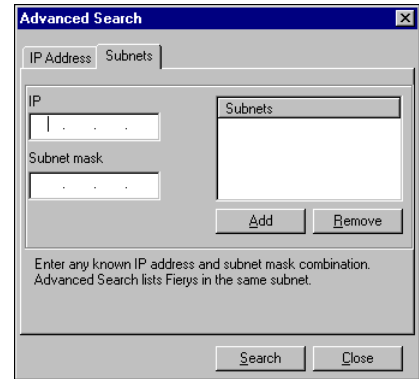 Advanced Search
IP Address Subnets
IP
Subnets
. . .
Subnet mask
. . .
Add Remove
Enter any known IP address and subnet mask combination.
Advanced Search lists Fierys in the same subnet.
Search Close